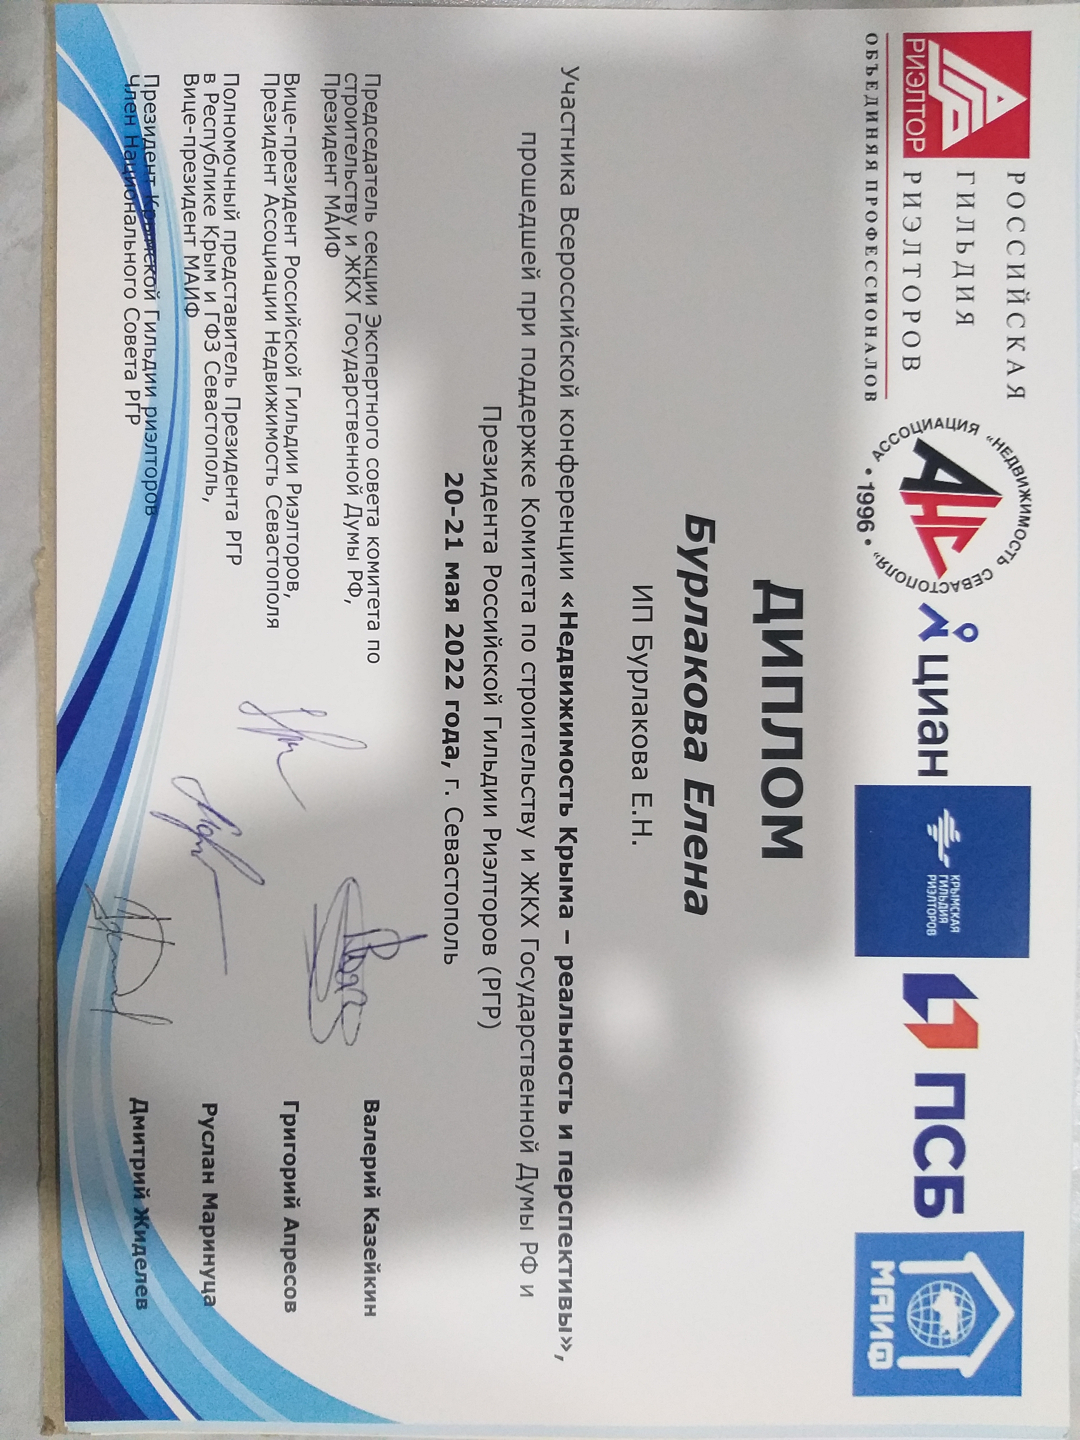 РИЭЛТОР
РОССИЙСКАЯ
ГИЛЬДИЯ
РИЭЛТОРОВ
ОБЪЕДИНЯЯ ПРОФЕССИОНАЛОВ
АССОЦИАЦИЯ «НЕДВИЖИМОСТЬ СЕВАСТОПОЛЯ»
АНС
• 1996 •
циан
КРЫМСКАЯ
ГИЛЬДИЯ
РИЭЛТОРОВ
ПСБ
МАИФ
ДИПЛОМ
Бурлакова Елена
ИП Бурлакова Е.Н.
Участника Всероссийской конференции «Недвижимость Крыма – реальность и перспективы»,
прошедшей при поддержке Комитета по строительству и ЖКХ Государственной Думы РФ и
Президента Российской Гильдии Риэлторов (РГР)
20-21 мая 2022 года, г. Севастополь
Председатель секции Экспертного совета комитета по
строительству и ЖКХ Государственной Думы РФ,
Президент МАИФ
Валерий Казейкин
Вице-президент Российской Гильдии Риэлторов,
Президент Ассоциации Недвижимость Севастополя
Григорий Апресов
Полномочный представитель Президента РГР
в Республике Крым и ГФЗ Севастополь,
Вице-президент МАИФ
Руслан Маринуца
Президент Крымской Гильдии риэлторов
Член Национального Совета РГР
Дмитрий Жиделев